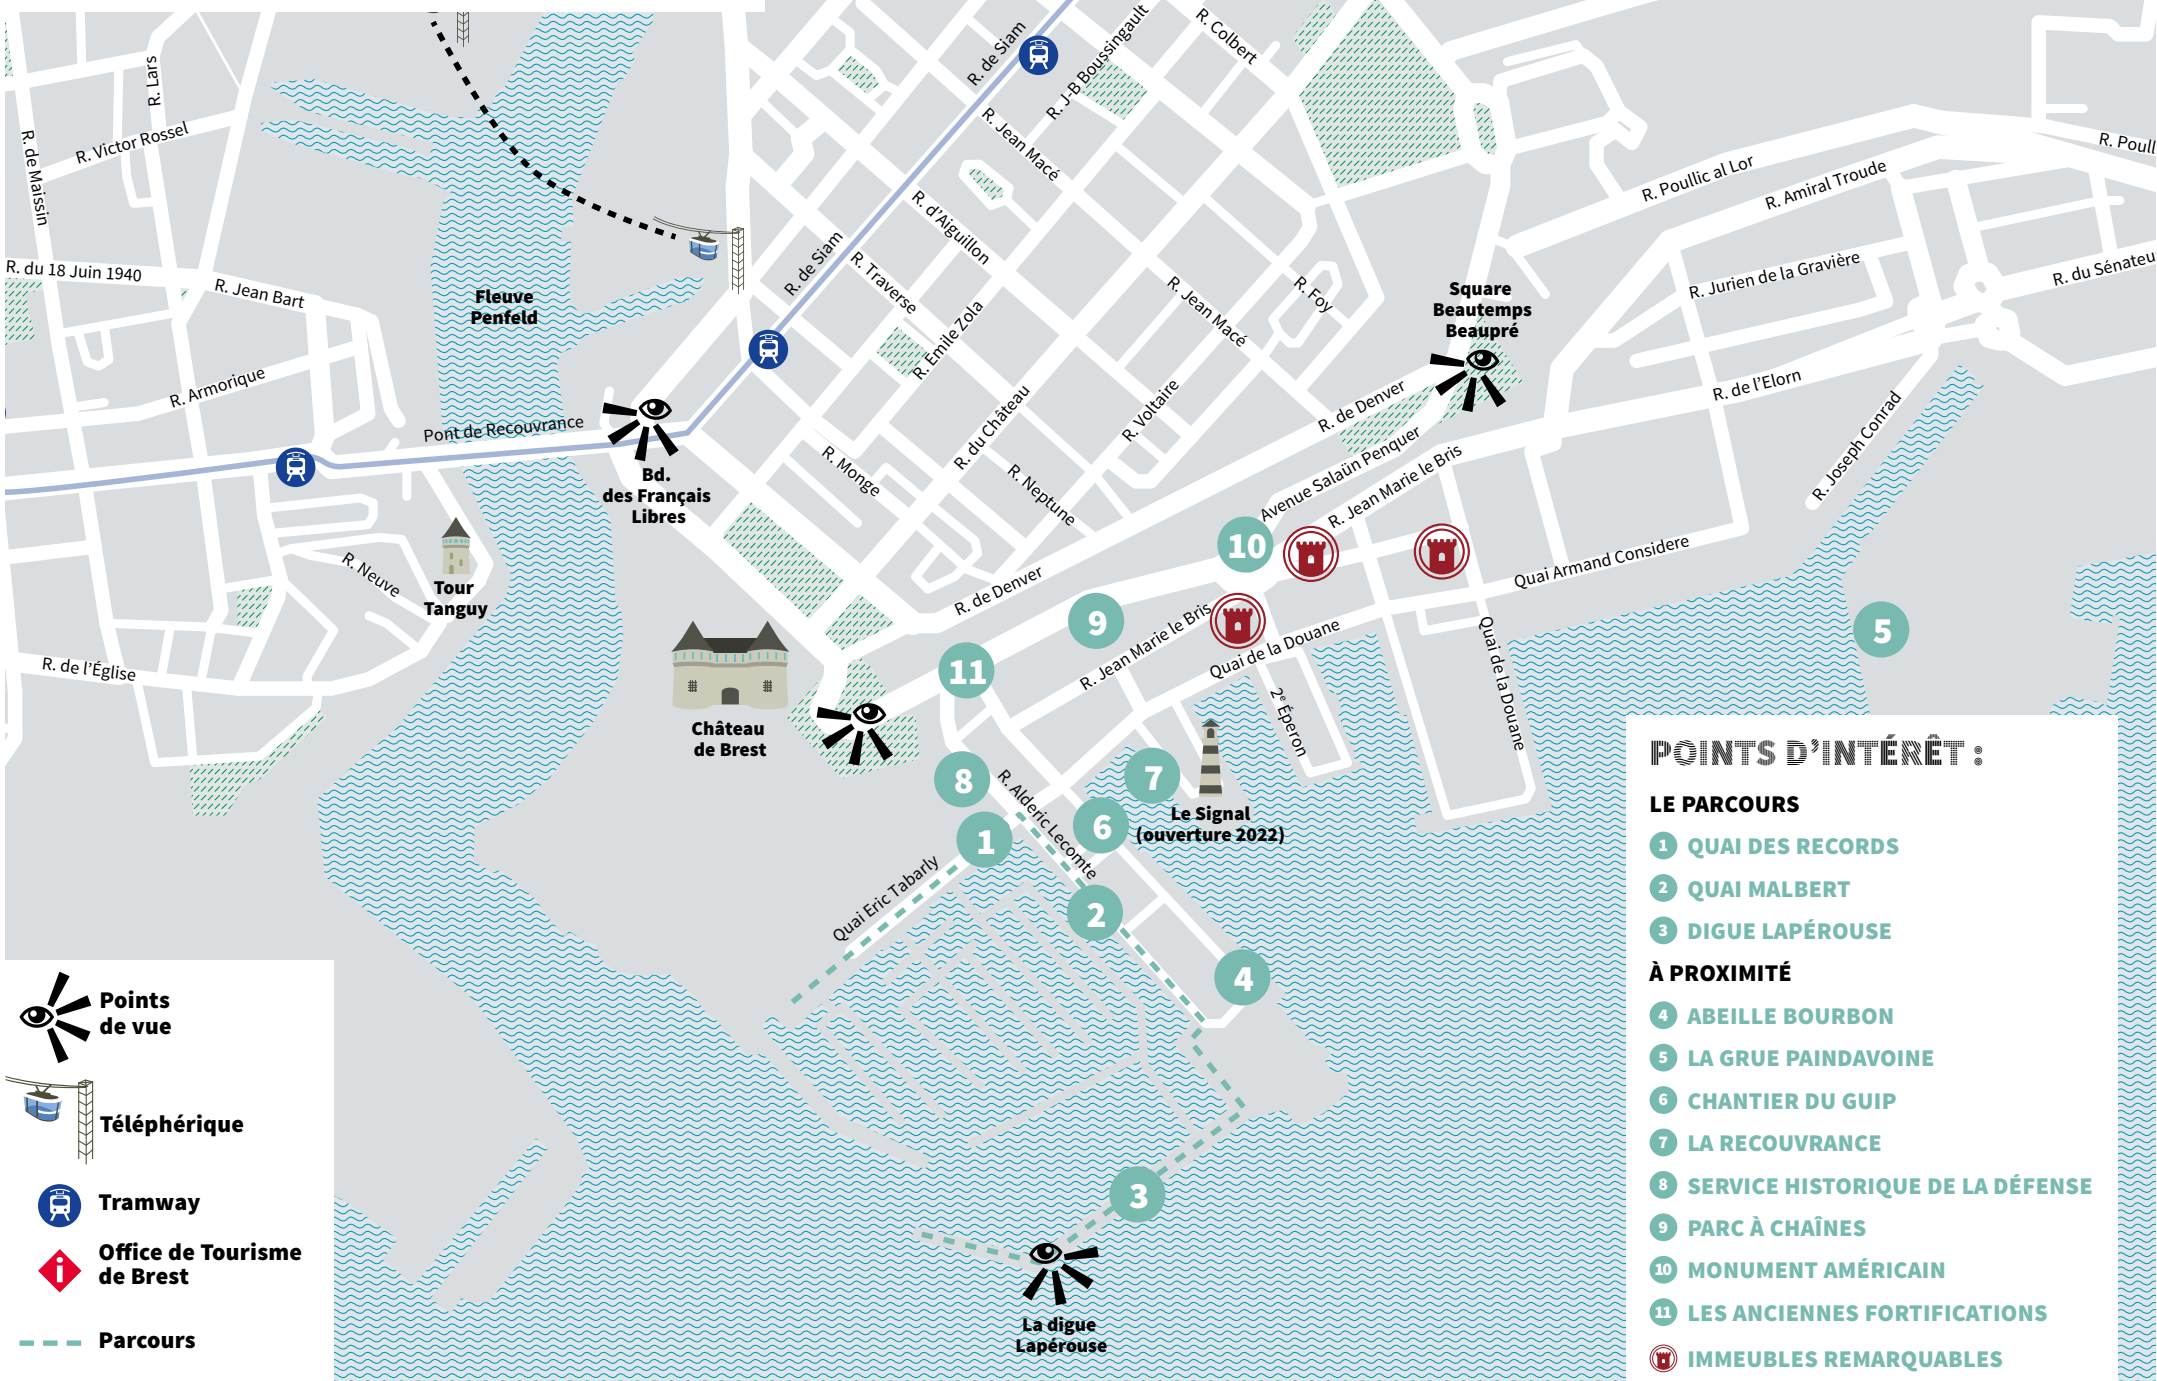 R. de Siam
R. J-B Boussingault
R. Colbert
R. Lars
R. Victor Rossel
R. de Maissin
R. Jean Macé
R. Poull
R. Poullic al Lor
R. Amiral Troude
R. d'Aiguillon
R. de Siam
R. Traverse
R. du 18 Juin 1940
R. Jean Bart
Fleuve
Penfeld
R. Emile Zola
R. Jean Macé
R. Foy
Square
Beautemps
Beaupré
R. Jurien de la Gravière
R. du Sénateu
R. Armorique
Pont de Recouvrance
Bd.
des Français
Libres
R. Monge
R. du Château
R. Voltaire
R. Neptune
R. de Denver
Avenue Salaün Penquer
R. Jean Marie le Bris
R. de l'Elorn
R. Joseph Conrad
Quai Armand Considere
10
R. Neuve
Tour
Tanguy
R. de Denver
9
R. Jean Marie le Bris
Quai de la Douane
5
11
R. de l'Église
2e Éperon
Quai de la Douane
Château
de Brest
8
R. Alderic Lecomte
7
Le Signal
(ouverture 2022)
6
1
Quai Eric Tabarly
2
4
3
La digue
Lapérouse
Points
de vue
Téléphérique
Tramway
i
Office de Tourisme
de Brest
Parcours
POINTS D'INTÉRÊT :
LE PARCOURS
1 QUAI DES RECORDS
2 QUAI MALBERT
3 DIGUE LAPÉROUSE
À PROXIMITÉ
4 ABEILLE BOURBON
5 LA GRUE PAINDAVOINE
6 CHANTIER DU GUIP
7 LA RECOUVRANCE
8 SERVICE HISTORIQUE DE LA DÉFENSE
9 PARC À CHAÎNES
10 MONUMENT AMÉRICAIN
11 LES ANCIENNES FORTIFICATIONS
IMMEUBLES REMARQUABLES